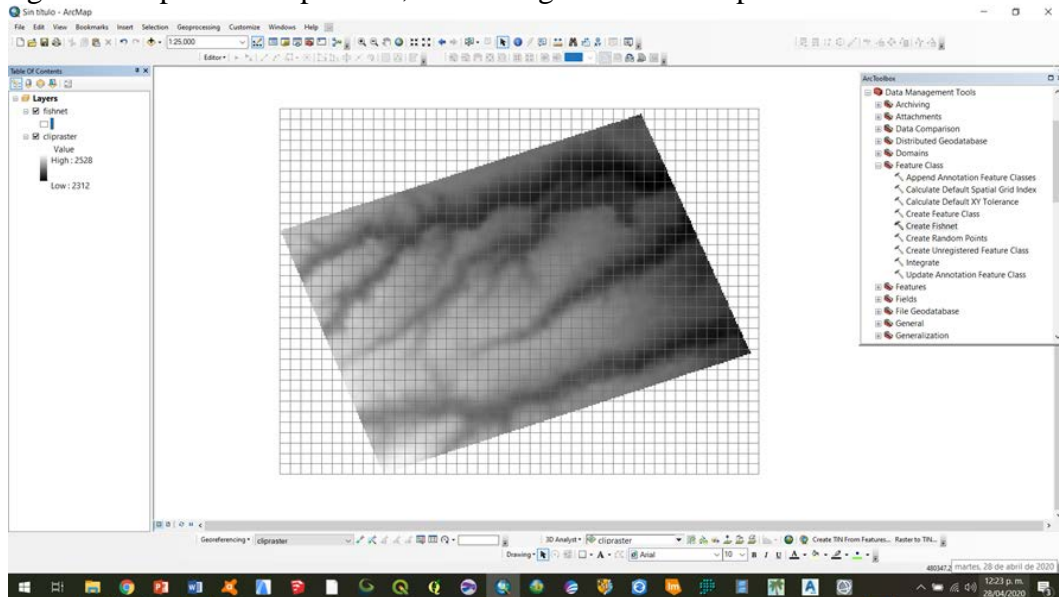 Sin título - ArcMap
File Edit View Bookmarks Insert Selection Geoprocessing Customize Windows Help
1:25,000
Editor
Table Of Contents
Layers
fishnet
clipraster
Value
High : 2528
Low : 2312
ArcToolbox
Data Management Tools
Archiving
Attachments
Data Comparison
Distributed Geodatabase
Domains
Feature Class
Append Annotation Feature Classes
Calculate Default Spatial Grid Index
Calculate Default XY Tolerance
Create Feature Class
Create Fishnet
Create Random Points
Create Unregistered Feature Class
Integrate
Update Annotation Feature Class
Features
Fields
File Geodatabase
General
Generalization
Georeferencing clipraster 3D Analyst clipraster Create TIN From Features... Raster to TIN...
Drawing A Arial 10 B I U A
martes, 28 de abril de 2020
12:23 p. m.
28/04/2020